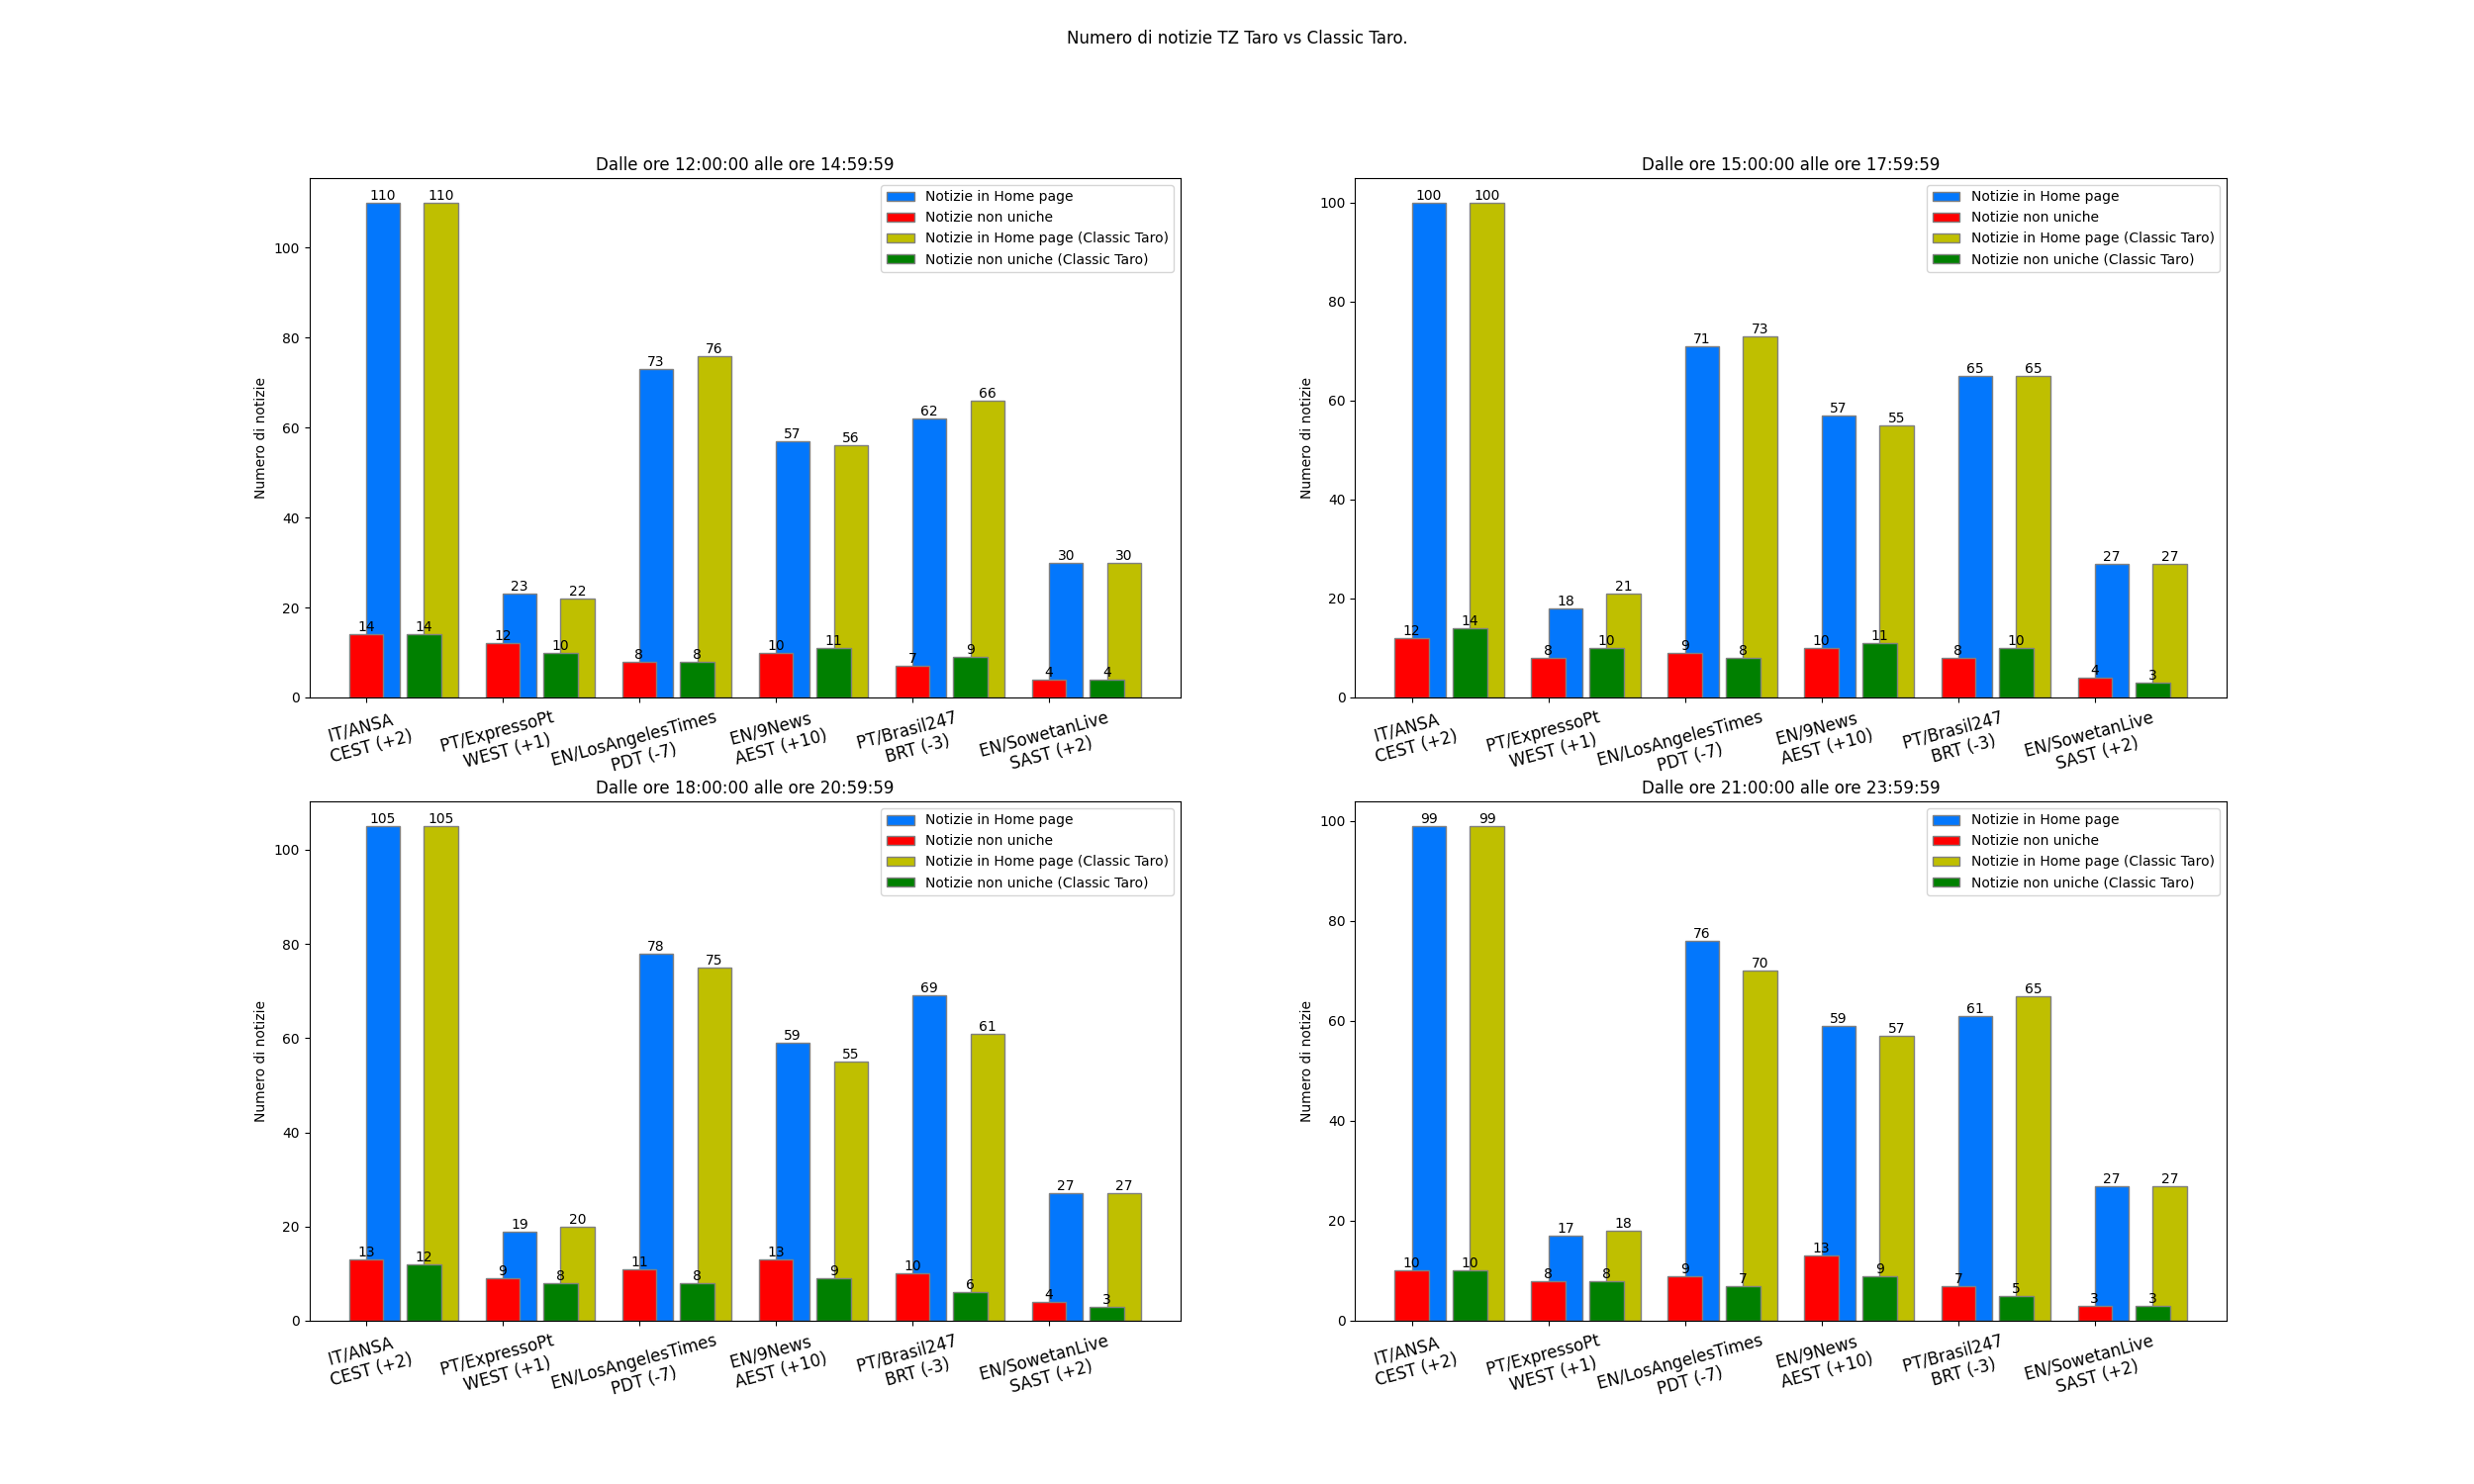 Numero di notizie TZ Taro vs Classic Taro.
Dalle ore 12:00:00 alle ore 14:59:59
Numero di notizie
100
80
60
40
20
0
110 110
23 22
73 76
57 56
62 66
30 30
14 14
12 10
8 8
10 11
7 9
4 4
Notizie in Home page
Notizie non uniche
Notizie in Home page (Classic Taro)
Notizie non uniche (Classic Taro)
IT/ANSA
CEST (+2)
PT/ExpressoPt
WEST (+1)
EN/LosAngelesTimes
PDT (-7)
EN/9News
AEST (+10)
PT/Brasil247
BRT (-3)
EN/SowetanLive
SAST (+2)
Dalle ore 15:00:00 alle ore 17:59:59
Numero di notizie
100
80
60
40
20
0
100 100
18 21
71 73
57 55
65 65
27 27
12 14
8 10
9 8
10 11
8 10
4 3
Notizie in Home page
Notizie non uniche
Notizie in Home page (Classic Taro)
Notizie non uniche (Classic Taro)
IT/ANSA
CEST (+2)
PT/ExpressoPt
WEST (+1)
EN/LosAngelesTimes
PDT (-7)
EN/9News
AEST (+10)
PT/Brasil247
BRT (-3)
EN/SowetanLive
SAST (+2)
Dalle ore 18:00:00 alle ore 20:59:59
Numero di notizie
100
80
60
40
20
0
105 105
19 20
78 75
59 55
69 61
27 27
13 12
9 8
11 8
13 9
10 6
4 3
Notizie in Home page
Notizie non uniche
Notizie in Home page (Classic Taro)
Notizie non uniche (Classic Taro)
IT/ANSA
CEST (+2)
PT/ExpressoPt
WEST (+1)
EN/LosAngelesTimes
PDT (-7)
EN/9News
AEST (+10)
PT/Brasil247
BRT (-3)
EN/SowetanLive
SAST (+2)
Dalle ore 21:00:00 alle ore 23:59:59
Numero di notizie
100
80
60
40
20
0
99 99
17 18
76 70
59 57
61 65
27 27
10 10
8 8
9 7
13 9
7 5
3 3
Notizie in Home page
Notizie non uniche
Notizie in Home page (Classic Taro)
Notizie non uniche (Classic Taro)
IT/ANSA
CEST (+2)
PT/ExpressoPt
WEST (+1)
EN/LosAngelesTimes
PDT (-7)
EN/9News
AEST (+10)
PT/Brasil247
BRT (-3)
EN/SowetanLive
SAST (+2)